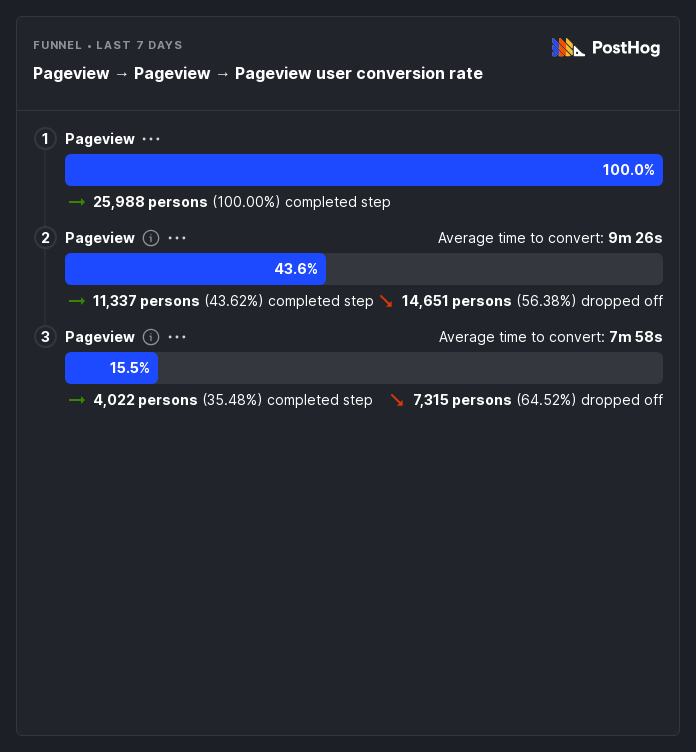 FUNNEL • LAST 7 DAYS
PostHog
Pageview → Pageview → Pageview user conversion rate
1 Pageview ···
100.0%
→ 25,988 persons (100.00%) completed step
2 Pageview ⓘ ··· Average time to convert: 9m 26s
43.6%
→ 11,337 persons (43.62%) completed step ↘ 14,651 persons (56.38%) dropped off
3 Pageview ⓘ ··· Average time to convert: 7m 58s
15.5%
→ 4,022 persons (35.48%) completed step ↘ 7,315 persons (64.52%) dropped off